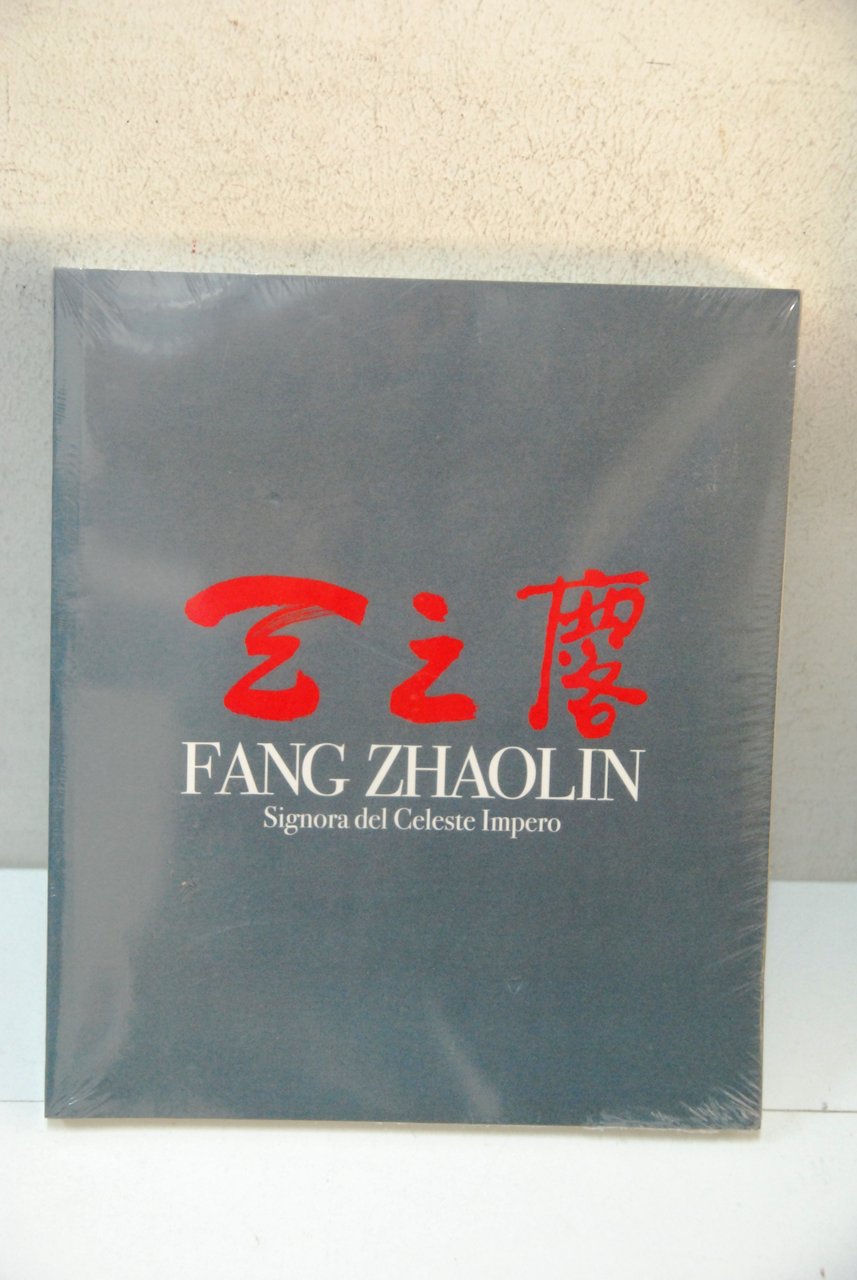 方召麐
FANG ZHAOLIN
Signora del Celeste Impero